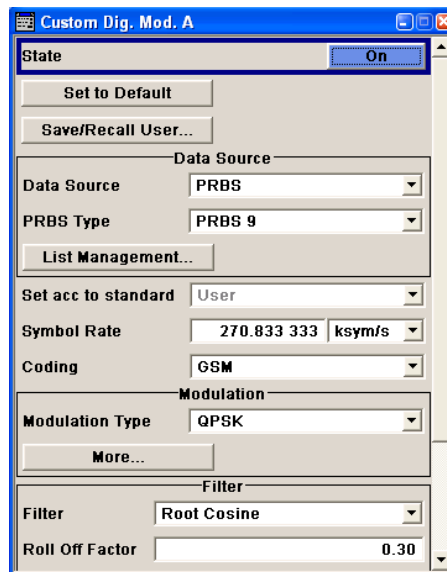 Custom Dig. Mod. A
State On
Set to Default
Save/Recall User...
Data Source
Data Source PRBS
PRBS Type PRBS 9
List Management...
Set acc to standard User
Symbol Rate 270.833 333 ksym/s
Coding GSM
Modulation
Modulation Type QPSK
More...
Filter
Filter Root Cosine
Roll Off Factor 0.30